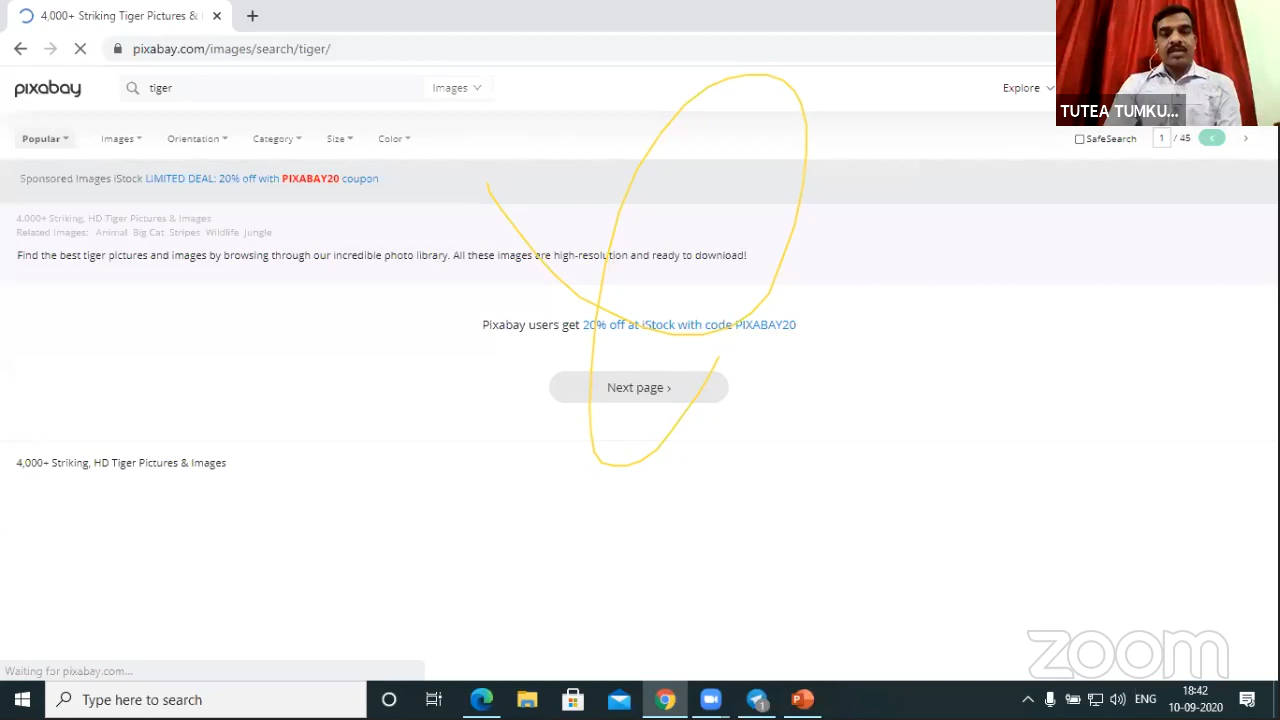 4,000+ Striking Tiger Pictures & I
pixabay.com/images/search/tiger/
pixabay
tiger
Images
Explore
TUTEA TUMKU...
Popular
Images
Orientation
Category
Size
Color
SafeSearch
1 / 45
Sponsored Images iStock LIMITED DEAL: 20% off with PIXABAY20 coupon
4,000+ Striking, HD Tiger Pictures & Images
Related Images: Animal Big Cat Stripes Wildlife Jungle
Find the best tiger pictures and images by browsing through our incredible photo library. All these images are high-resolution and ready to download!
Pixabay users get 20% off at iStock with code PIXABAY20
Next page ›
4,000+ Striking, HD Tiger Pictures & Images
zoom
Waiting for pixabay.com...
Type here to search
1
ENG
18:42
10-09-2020